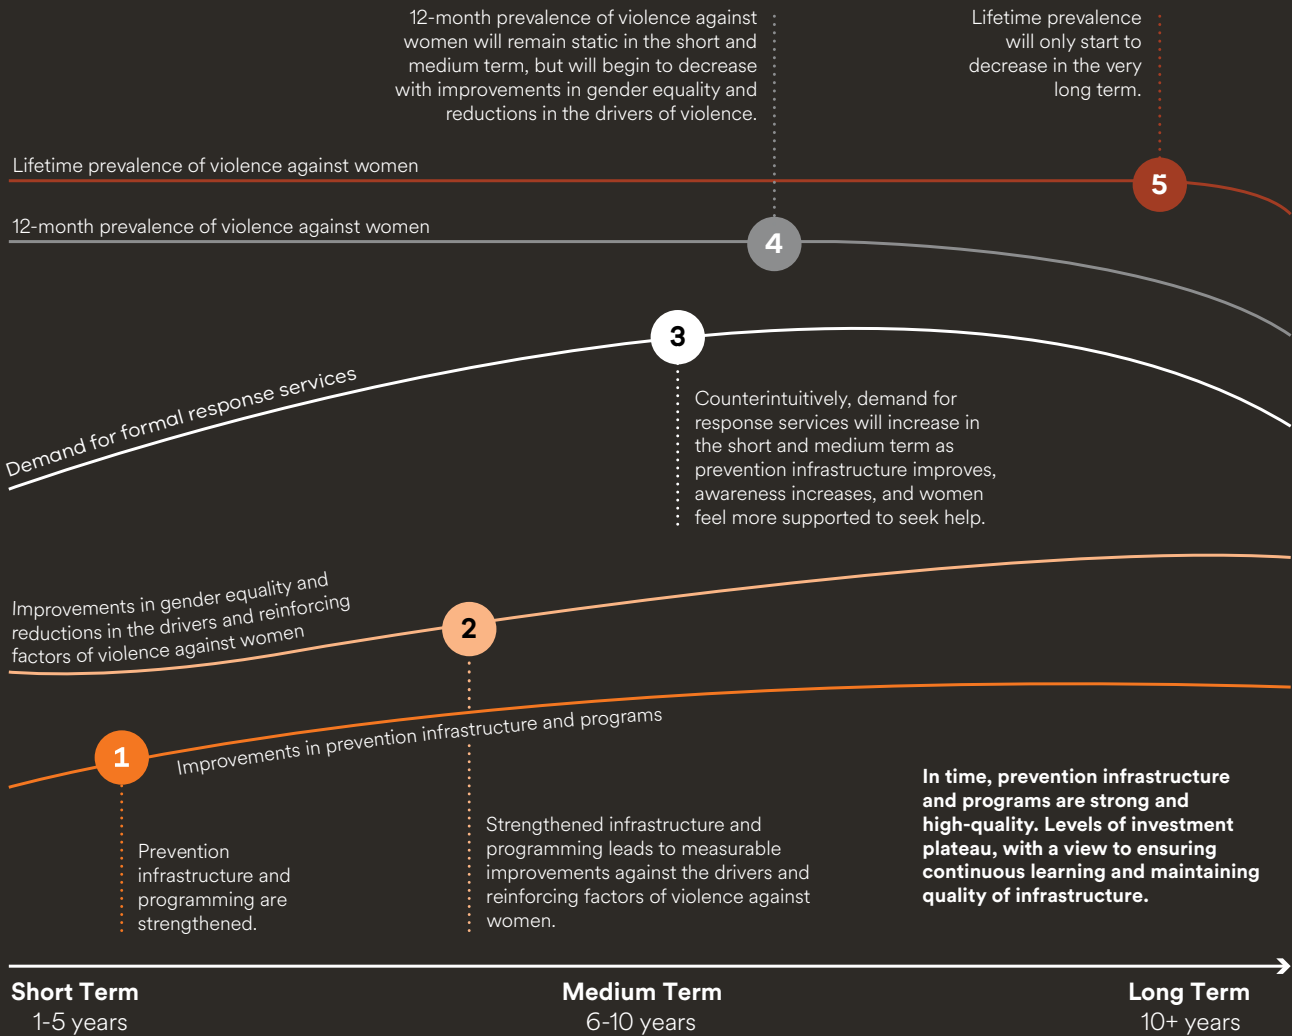 12-month prevalence of violence against
women will remain static in the short and
medium term, but will begin to decrease
with improvements in gender equality and
reductions in the drivers of violence.
Lifetime prevalence
will only start to
decrease in the very
long term.
Lifetime prevalence of violence against women
5
12-month prevalence of violence against women
4
3
Demand for formal response services
Counterintuitively, demand for
response services will increase in
the short and medium term as
prevention infrastructure improves,
awareness increases, and women
feel more supported to seek help.
Improvements in gender equality and
reductions in the drivers and reinforcing
factors of violence against women
2
1
Improvements in prevention infrastructure and programs
Prevention
infrastructure and
programming are
strengthened.
Strengthened infrastructure and
programming leads to measurable
improvements against the drivers and
reinforcing factors of violence against
women.
In time, prevention infrastructure
and programs are strong and
high-quality. Levels of investment
plateau, with a view to ensuring
continuous learning and maintaining
quality of infrastructure.
Short Term
1-5 years
Medium Term
6-10 years
Long Term
10+ years